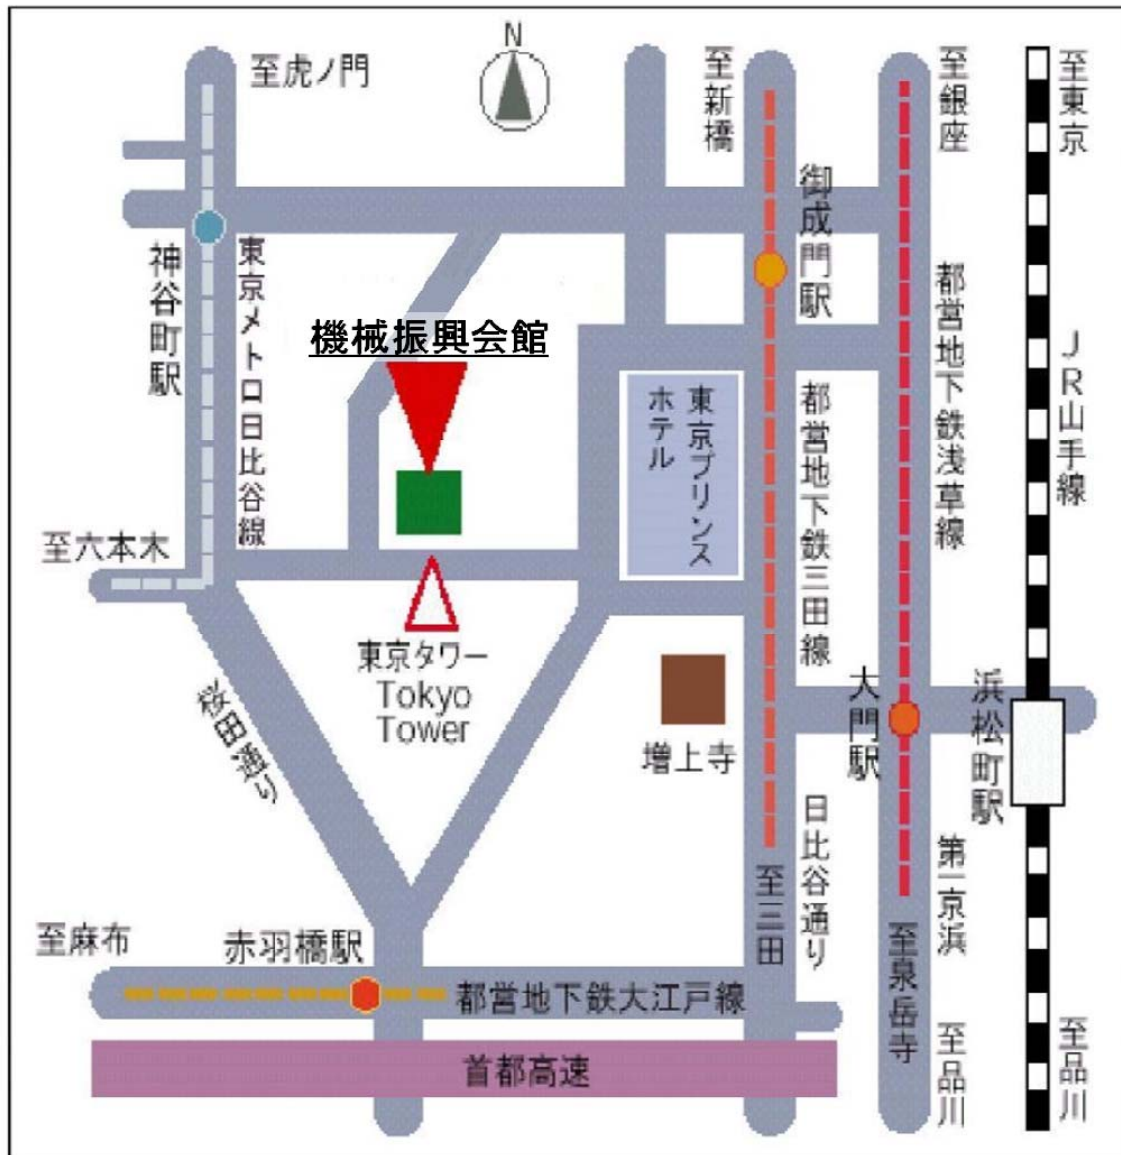 N
至虎ノ門
至新橋
至銀座
至東京
御成門駅
神谷町駅
東京メトロ日比谷線
機械振興会館
東京プリンス
ホテル
都営地下鉄三田線
都営地下鉄浅草線
JR山手線
至六本木
東京タワー
Tokyo
Tower
桜田通り
増上寺
大門駅
浜松町駅
日比谷通り
至三田
第一京浜
至麻布
赤羽橋駅
都営地下鉄大江戸線
至泉岳寺
首都高速
至品川
至品川